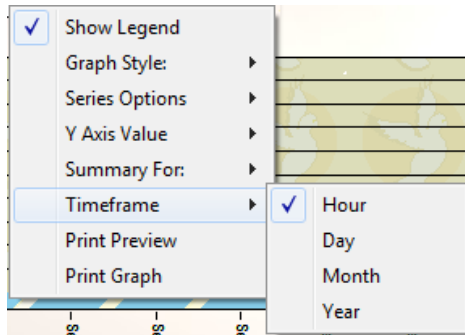 Show Legend
Graph Style:
Series Options
Y Axis Value
Summary For:
Timeframe
Print Preview
Print Graph
Hour
Day
Month
Year